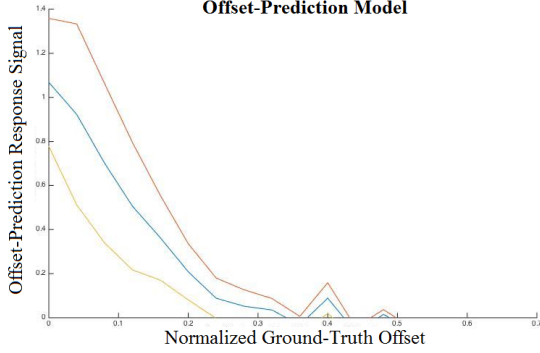 Offset-Prediction Model
Offset-Prediction Response Signal
1.4
1.2
1
0.8
0.6
0.4
0.2
0
0 0.1 0.2 0.3 0.4 0.5 0.6 0.7
Normalized Ground-Truth Offset